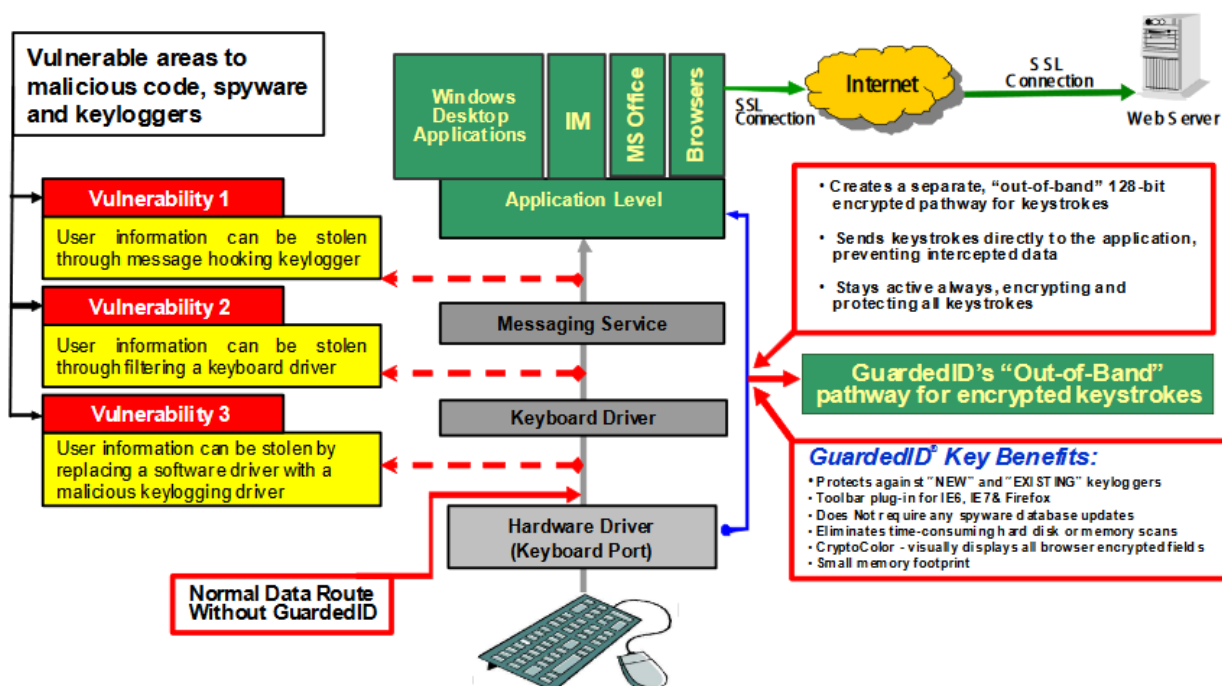 Vulnerable areas to
malicious code, spyware
and keyloggers
Vulnerability 1
User information can be stolen
through message hooking keylogger
Vulnerability 2
User information can be stolen
through filtering a keyboard driver
Vulnerability 3
User information can be stolen by
replacing a software driver with a
malicious keylogging driver
Normal Data Route
Without GuardedID
Windows
Desktop
Applications
IM
MS Office
Browsers
Application Level
Messaging Service
Keyboard Driver
Hardware Driver
(Keyboard Port)
SSL
Connection
Internet
SSL
Connection
Web Server
• Creates a separate, “out-of-band” 128-bit
encrypted pathway for keystrokes
• Sends keystrokes directly to the application,
preventing intercepted data
• Stays active always, encrypting and
protecting all keystrokes
GuardedID’s “Out-of-Band”
pathway for encrypted keystrokes
GuardedID® Key Benefits:
• Protects against ”NEW” and ”EXISTING” keyloggers
• Toolbar plug-in for IE6, IE7 & Firefox
• Does Not require any spyware database updates
• Eliminates time-consuming hard disk or memory scans
• CryptoColor - visually displays all browser encrypted fields
• Small memory footprint